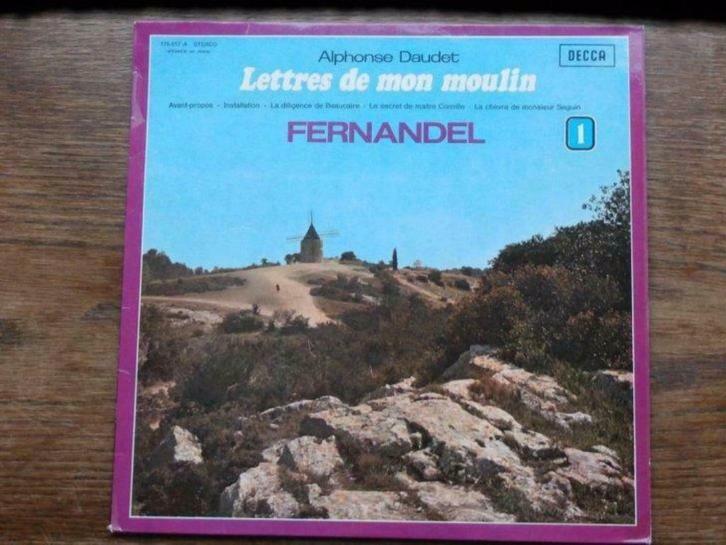 STEREO
DECCA
Alphonse Daudet
Lettres de mon moulin
Avant-propos - Installation - La diligence de Beaucaire - Le secret de maître Cornille - La chèvre de monsieur Seguin
FERNANDEL
1